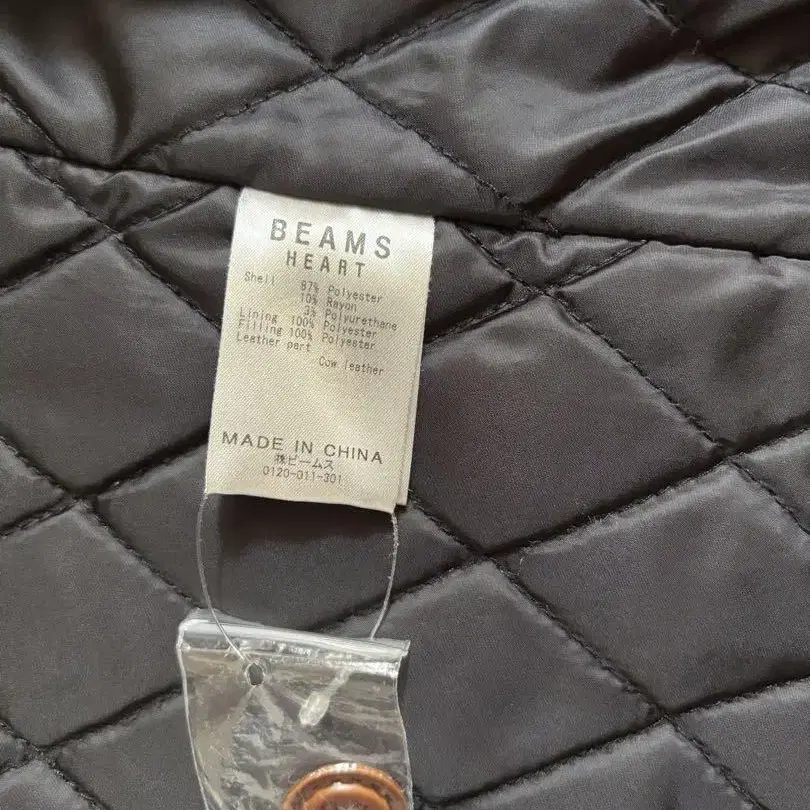 BEAMS
HEART
Shell 87% Polyester
10% Rayon
3% Polyurethane
Lining 100% Polyester
Filling 100% Polyester
Leather part
Cow leather
MADE IN CHINA
㈱ビームス
0120-011-301